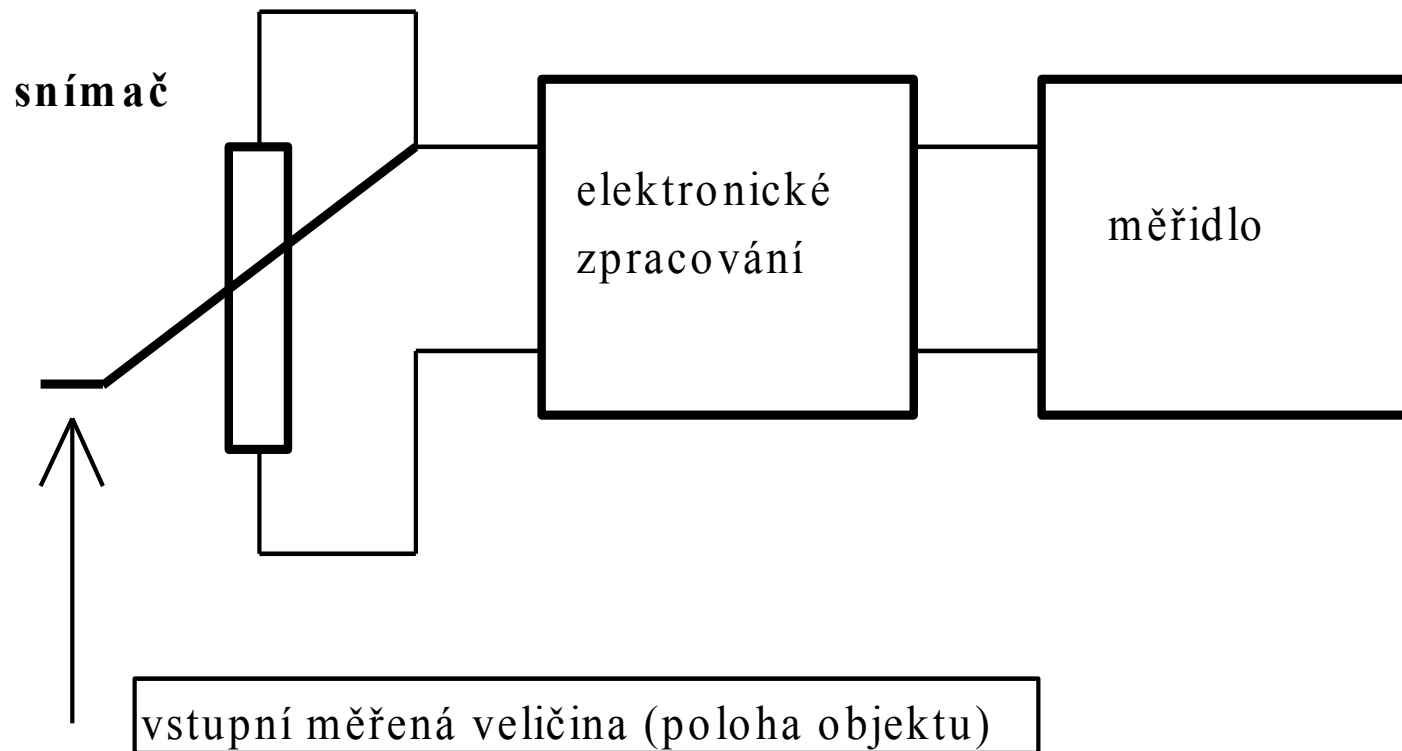 snímač
elektronické
zpracování
měřidlo
vstupní měřená veličina (poloha objektu)